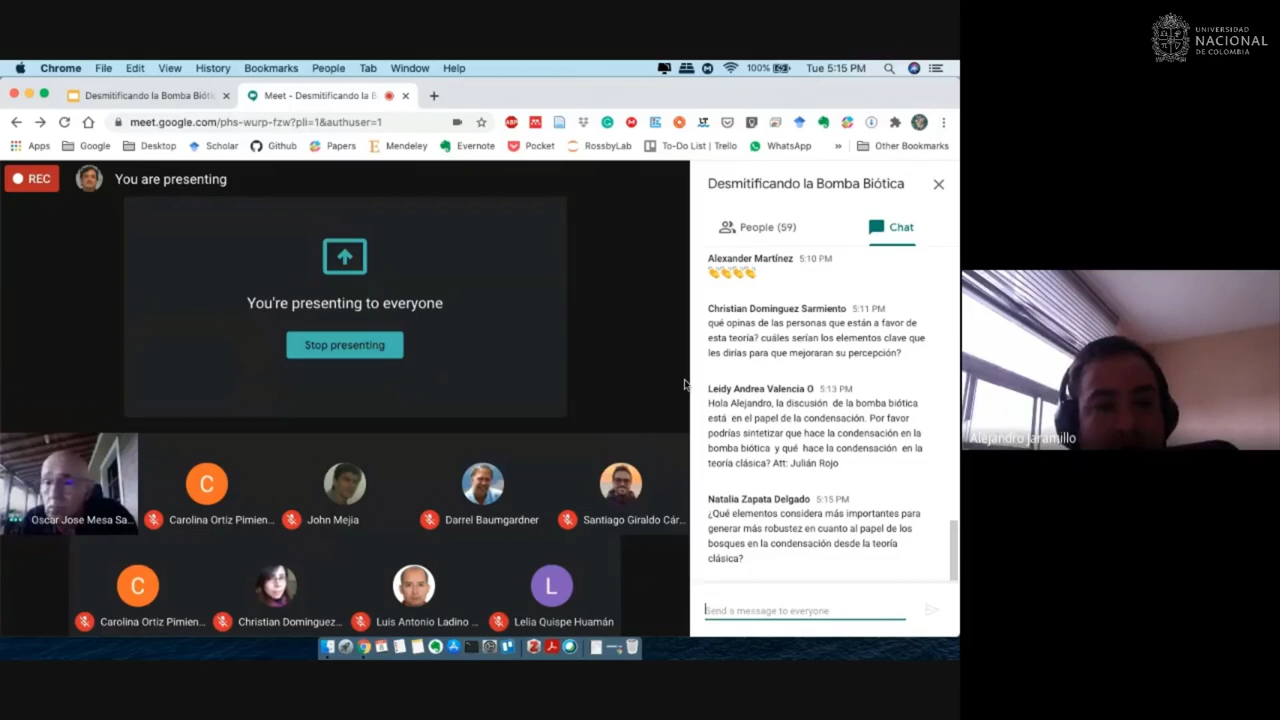 UNIVERSIDAD
NACIONAL
DE COLOMBIA
Chrome File Edit View History Bookmarks People Tab Window Help 100% Tue 5:15 PM
Desmitificando la Bomba Bióti
Meet - Desmitificando la B
meet.google.com/phs-wurp-fzw?pli=1&authuser=1
Apps Google Desktop Scholar Github Papers Mendeley Evernote Pocket RossbyLab To-Do List | Trello WhatsApp » Other Bookmarks
REC
You are presenting
You're presenting to everyone
Stop presenting
Desmitificando la Bomba Biótica
People (59)
Chat
Alexander Martínez 5:10 PM
👏👏👏👏
Christian Dominguez Sarmiento 5:11 PM
qué opinas de las personas que están a favor de
esta teoría? cuáles serían los elementos clave que
les dirías para que mejoraran su percepción?
Leidy Andrea Valencia O 5:13 PM
Hola Alejandro, la discusión de la bomba biótica
está en el papel de la condensación. Por favor
podrías sintetizar que hace la condensación en la
bomba biótica y qué hace la condensación en la
teoría clásica? Att: Julián Rojo
Natalia Zapata Delgado 5:15 PM
¿Qué elementos considera más importantes para
generar más robustez en cuanto al papel de los
bosques en la condensación desde la teoría
clásica?
Send a message to everyone
Oscar Jose Mesa Sa...
C
Carolina Ortiz Pimien...
John Mejia
Darrel Baumgardner
Santiago Giraldo Cár...
C
Carolina Ortiz Pimien...
Christian Dominguez...
Luis Antonio Ladino ...
L
Lelia Quispe Huamán
Alejandro Jaramillo